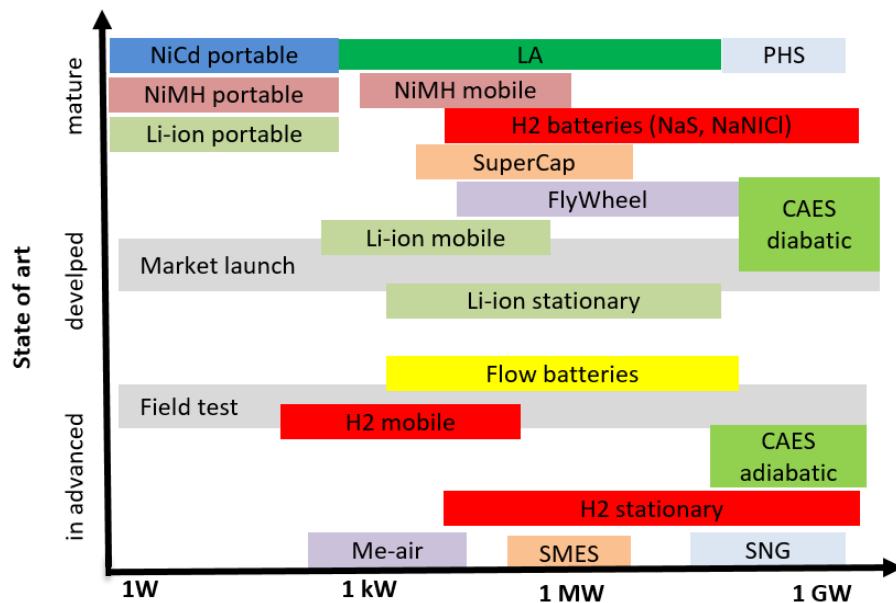 NiCd portable
LA
PHS
NiMH portable
NiMH mobile
Li-ion portable
H2 batteries (NaS, NaNICl)
SuperCap
FlyWheel
CAES
diabatic
Li-ion mobile
Market launch
Li-ion stationary
Flow batteries
Field test
H2 mobile
CAES
adiabatic
H2 stationary
Me-air
SMES
SNG
State of art
mature
develped
in advanced
1W
1 kW
1 MW
1 GW